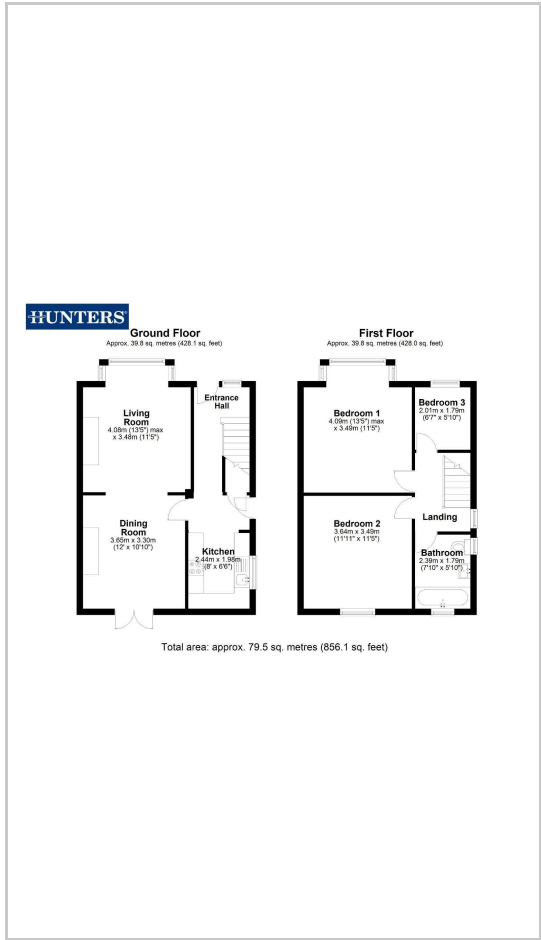 HUNTERS®
Ground Floor
Approx. 39.8 sq. metres (428.1 sq. feet)
Living
Room
4.08m (13'5") max
x 3.48m (11'5")
Entrance
Hall
Dining
Room
3.65m x 3.30m
(12' x 10'10")
Kitchen
2.44m x 1.98m
(8' x 6'6")
First Floor
Approx. 39.8 sq. metres (428.0 sq. feet)
Bedroom 1
4.09m (13'5") max
x 3.49m (11'5")
Bedroom 3
2.01m x 1.79m
(6'7" x 5'10")
Bedroom 2
3.64m x 3.49m
(11'11" x 11'5")
Landing
Bathroom
2.39m x 1.79m
(7'10" x 5'10")
Total area: approx. 79.5 sq. metres (856.1 sq. feet)